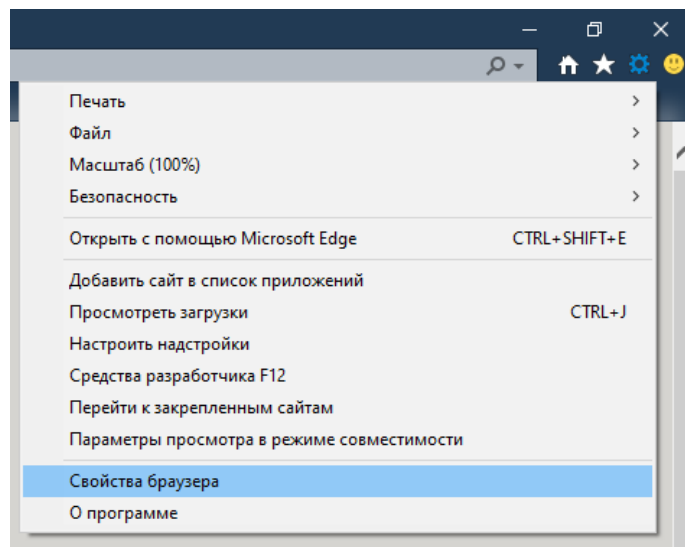 Печать
Файл
Масштаб (100%)
Безопасность
Открыть с помощью Microsoft Edge CTRL+SHIFT+E
Добавить сайт в список приложений
Просмотреть загрузки CTRL+J
Настроить надстройки
Средства разработчика F12
Перейти к закрепленным сайтам
Параметры просмотра в режиме совместимости
Свойства браузера
О программе